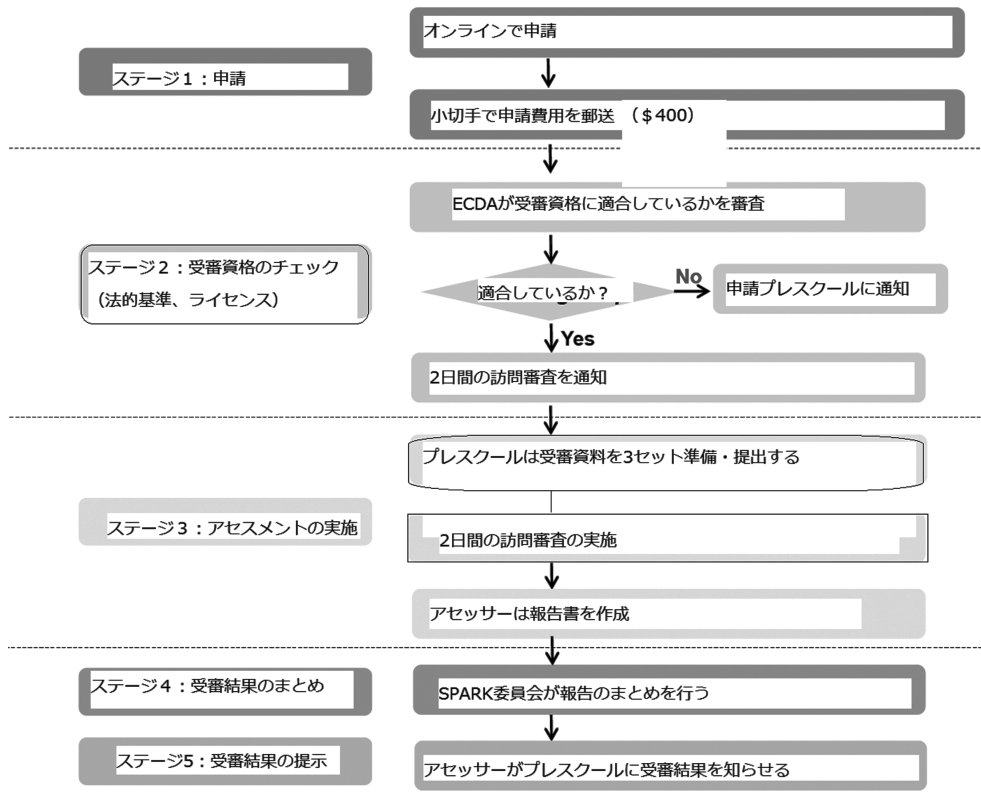 オンラインで申請
ステージ１：申請
小切手で申請費用を郵送 （＄400）
ECDAが受審資格に適合しているかを審査
ステージ２：受審資格のチェック
（法的基準、ライセンス）
適合しているか？
No
申請プレスクールに通知
Yes
2日間の訪問審査を通知
プレスクールは受審資料を3セット準備・提出する
ステージ３：アセスメントの実施
2日間の訪問審査の実施
アセッサーは報告書を作成
ステージ４：受審結果のまとめ
SPARK委員会が報告のまとめを行う
ステージ5：受審結果の提示
アセッサーがプレスクールに受審結果を知らせる